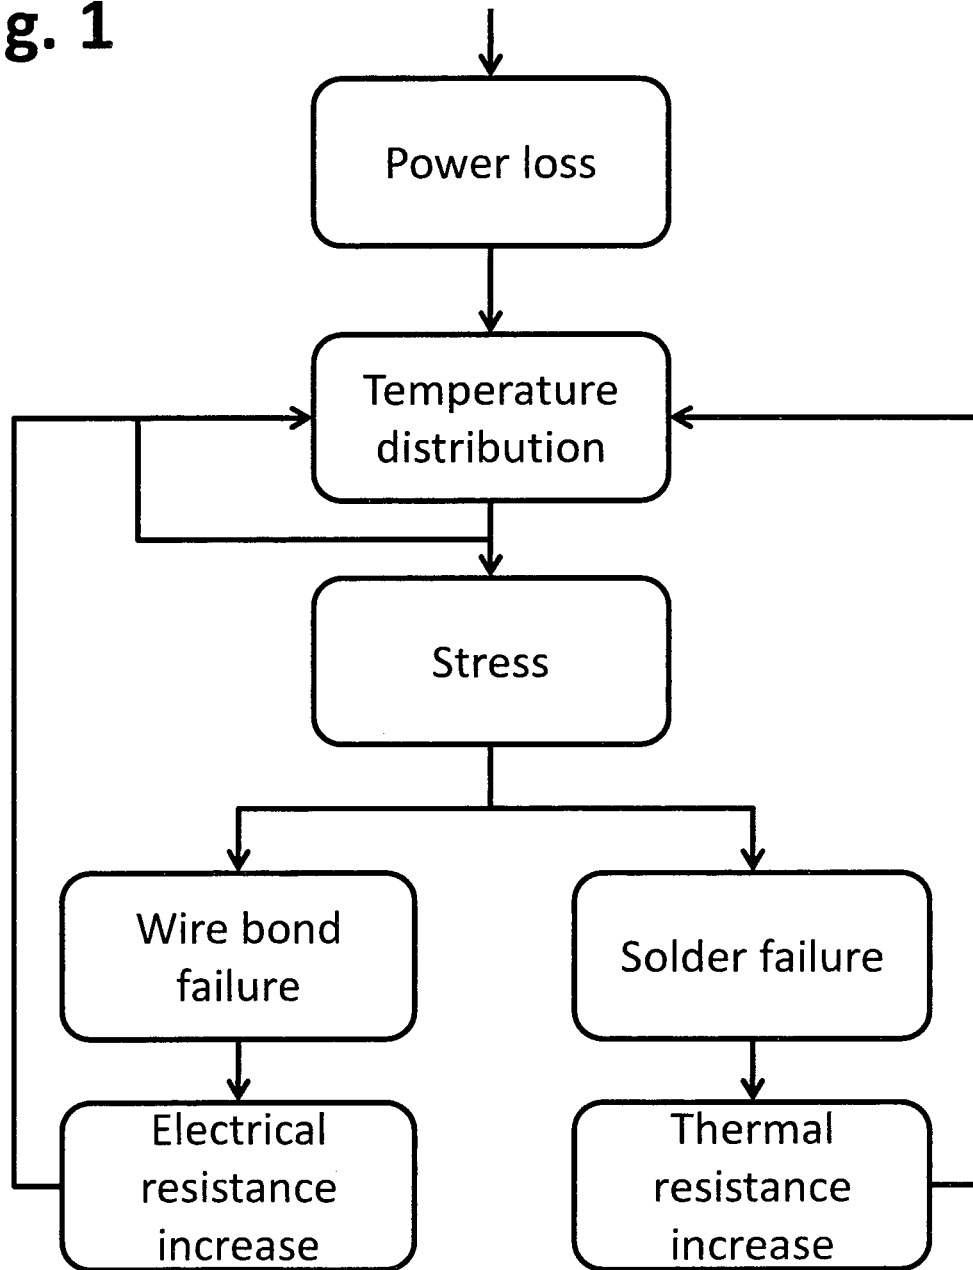 g. 1
Power loss
Temperature
distribution
Stress
Wire bond
failure
Solder failure
Electrical
resistance
increase
Thermal
resistance
increase